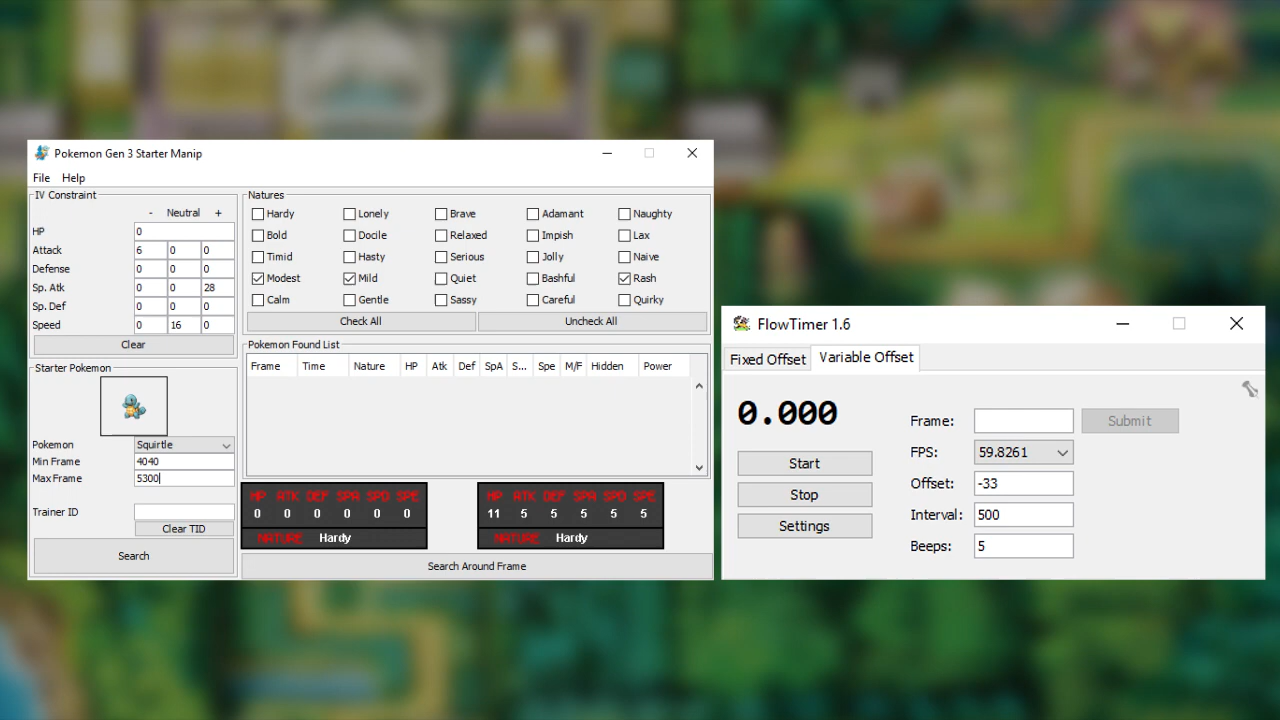 Pokemon Gen 3 Starter Manip
File Help
IV Constraint
- Neutral +
HP 0
Attack 6 0 0
Defense 0 0 0
Sp. Atk 0 0 28
Sp. Def 0 0 0
Speed 0 16 0
Clear
Starter Pokemon
Pokemon Squirtle
Min Frame 4040
Max Frame 5300
Trainer ID
Clear TID
Search
Natures
Hardy Lonely Brave Adamant Naughty
Bold Docile Relaxed Impish Lax
Timid Hasty Serious Jolly Naive
Modest Mild Quiet Bashful Rash
Calm Gentle Sassy Careful Quirky
Check All Uncheck All
Pokemon Found List
Frame Time Nature HP Atk Def SpA S... Spe M/F Hidden Power
HP ATK DEF SPA SPD SPE
0 0 0 0 0 0
NATURE Hardy
HP ATK DEF SPA SPD SPE
11 5 5 5 5 5
NATURE Hardy
Search Around Frame
FlowTimer 1.6
Fixed Offset Variable Offset
0.000
Start
Stop
Settings
Frame: Submit
FPS: 59.8261
Offset: -33
Interval: 500
Beeps: 5